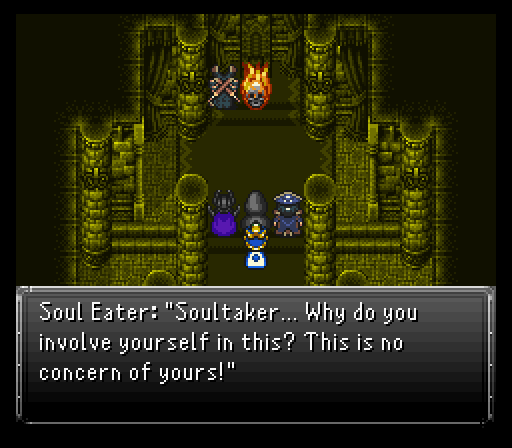 Soul Eater: "Soultaker... Why do you
involve yourself in this? This is no
concern of yours!"